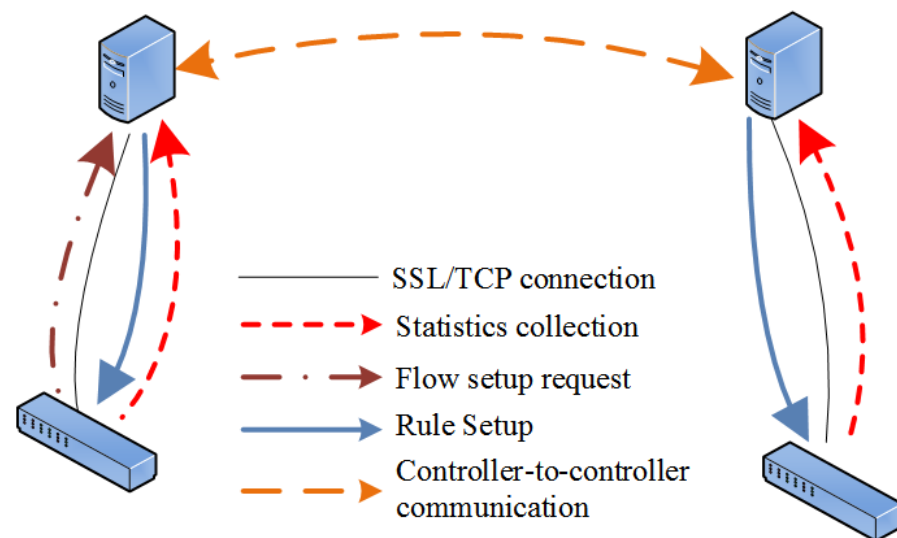 SSL/TCP connection
Statistics collection
Flow setup request
Rule Setup
Controller-to-controller
communication